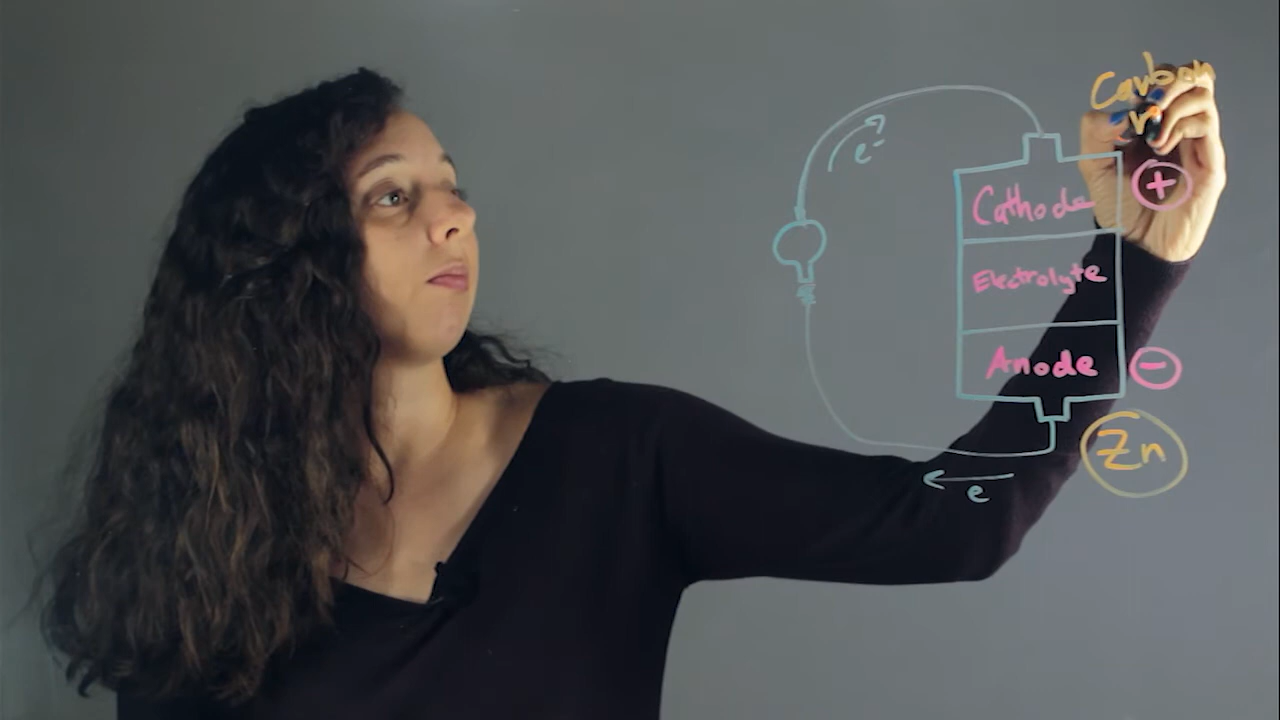 Carbon
r
e-
+
Cathode
Electrolyte
Anode
-
Zn
e